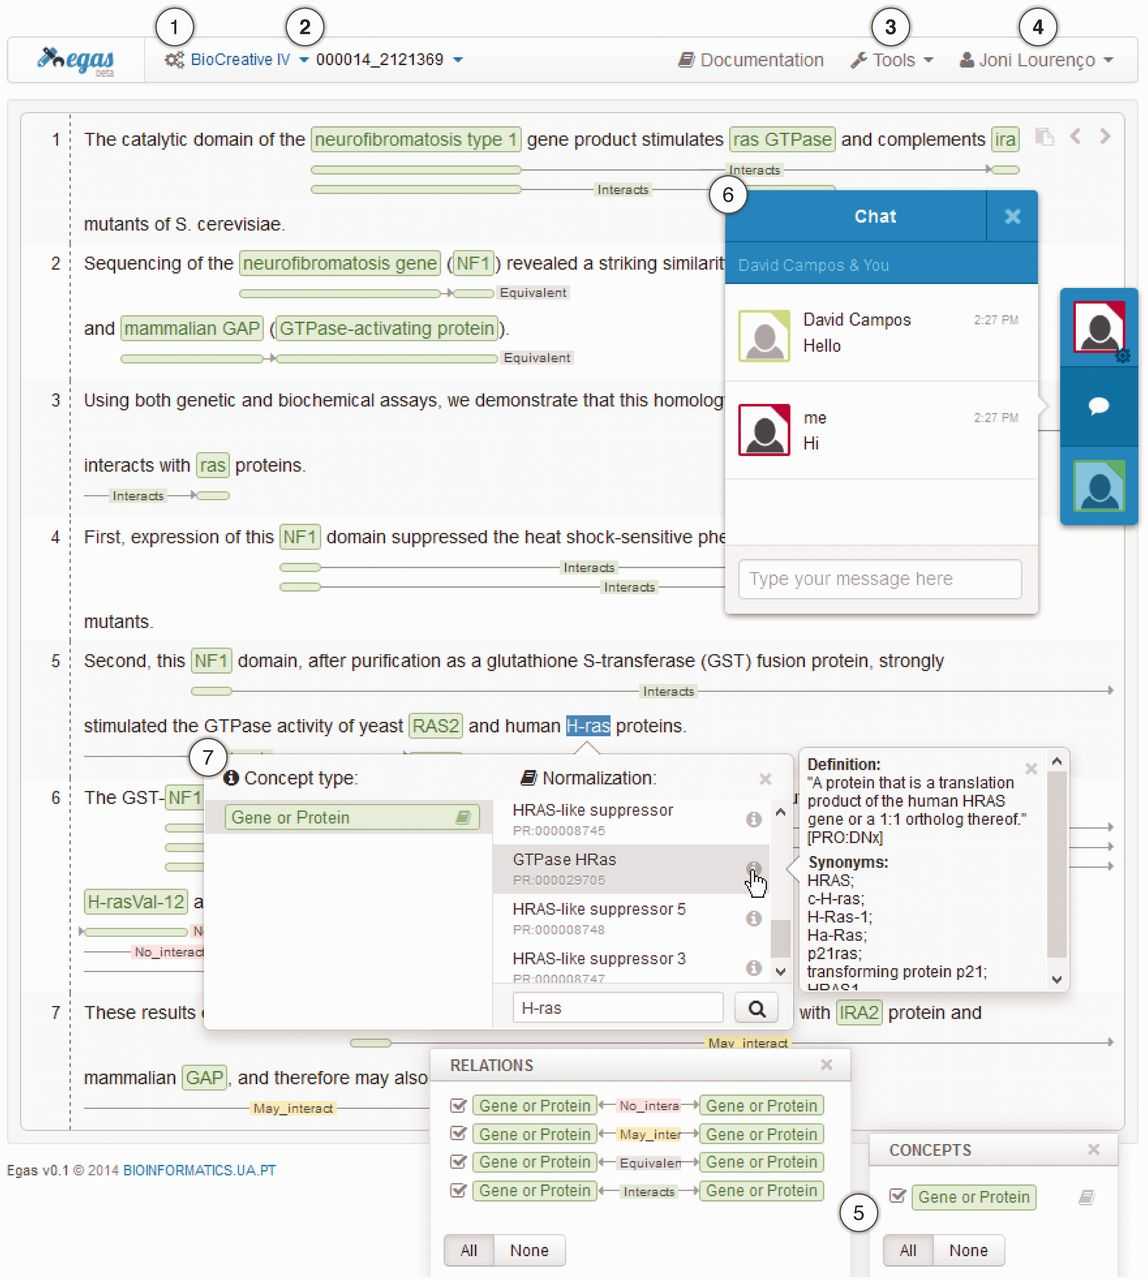 1 2 3 4
egas beta BioCreative IV 000014_2121369 Documentation Tools Joni Lourenço
1 The catalytic domain of the neurofibromatosis type 1 gene product stimulates ras GTPase and complements ira
Interacts
Interacts
6
mutants of S. cerevisiae.
2 Sequencing of the neurofibromatosis gene (NF1) revealed a striking similarit
Equivalent
and mammalian GAP (GTPase-activating protein).
Equivalent
3 Using both genetic and biochemical assays, we demonstrate that this homolog
interacts with ras proteins.
Interacts
4 First, expression of this NF1 domain suppressed the heat shock-sensitive phe
Interacts
Interacts
mutants.
Chat
David Campos & You
David Campos 2:27 PM
Hello
me 2:27 PM
Hi
Type your message here
5 Second, this NF1 domain, after purification as a glutathione S-transferase (GST) fusion protein, strongly
Interacts
stimulated the GTPase activity of yeast RAS2 and human H-ras proteins.
7
6 The GST-NF1
H-rasVal-12 a
No_interact
Concept type:
Gene or Protein
Normalization:
HRAS-like suppressor
PR:000008745
GTPase HRas
PR:000029705
HRAS-like suppressor 5
PR:000008748
HRAS-like suppressor 3
PR:000008747
H-ras
Definition:
"A protein that is a translation
product of the human HRAS
gene or a 1:1 ortholog thereof."
[PRO:DNx]
Synonyms:
HRAS;
c-H-ras;
H-Ras-1;
Ha-Ras;
p21ras;
transforming protein p21;
HRAS1
7 These results with IRA2 protein and
May_interact
mammalian GAP, and therefore may also
May_interact
RELATIONS
Gene or Protein No_intera Gene or Protein
Gene or Protein May_inter Gene or Protein
Gene or Protein Equivalen Gene or Protein
Gene or Protein Interacts Gene or Protein
All None
5
CONCEPTS
Gene or Protein
All None
Egas v0.1 © 2014 BIOINFORMATICS.UA.PT